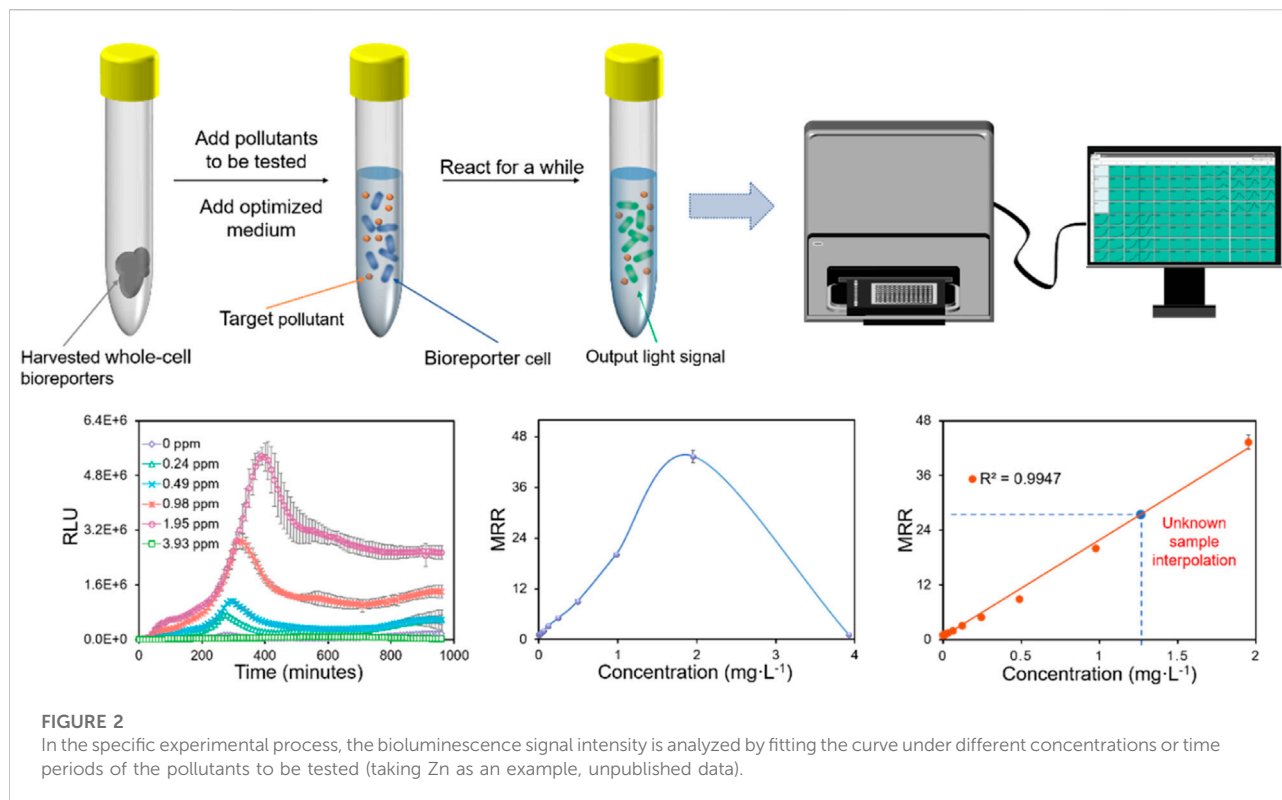 Add pollutants
to be tested
Add optimized
medium
React for a while
Target pollutant
Bioreporter cell
Output light signal
Harvested whole-cell
bioreporters
6.4E+6
4.8E+6
3.2E+6
1.6E+6
0.0E+0
RLU
0 ppm
0.24 ppm
0.49 ppm
0.98 ppm
1.95 ppm
3.93 ppm
0 200 400 600 800 1000
Time (minutes)
48
36
24
12
0
MRR
0 1 2 3 4
Concentration (mg·L⁻¹)
48
36
24
12
0
MRR
R² = 0.9947
Unknown
sample
interpolation
0 0.5 1 1.5 2
Concentration (mg·L⁻¹)
FIGURE 2
In the specific experimental process, the bioluminescence signal intensity is analyzed by fitting the curve under different concentrations or time
periods of the pollutants to be tested (taking Zn as an example, unpublished data).